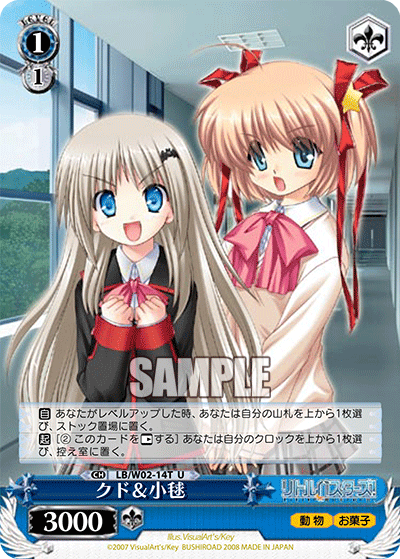 LEVEL
1
1
SAMPLE
自 あなたがレベルアップした時、あなたは自分の山札を上から1枚選
び、ストック置場に置く。
起 [② このカードを する] あなたは自分のクロックを上から1枚選
び、控え室に置く。
CH LB/W02-14T U
クド&小毬
リトルバスターズ!
3000
動物 お菓子
Illus.VisualArt's/Key
©2007 VisualArt's/Key BUSHIROAD 2008 MADE IN JAPAN